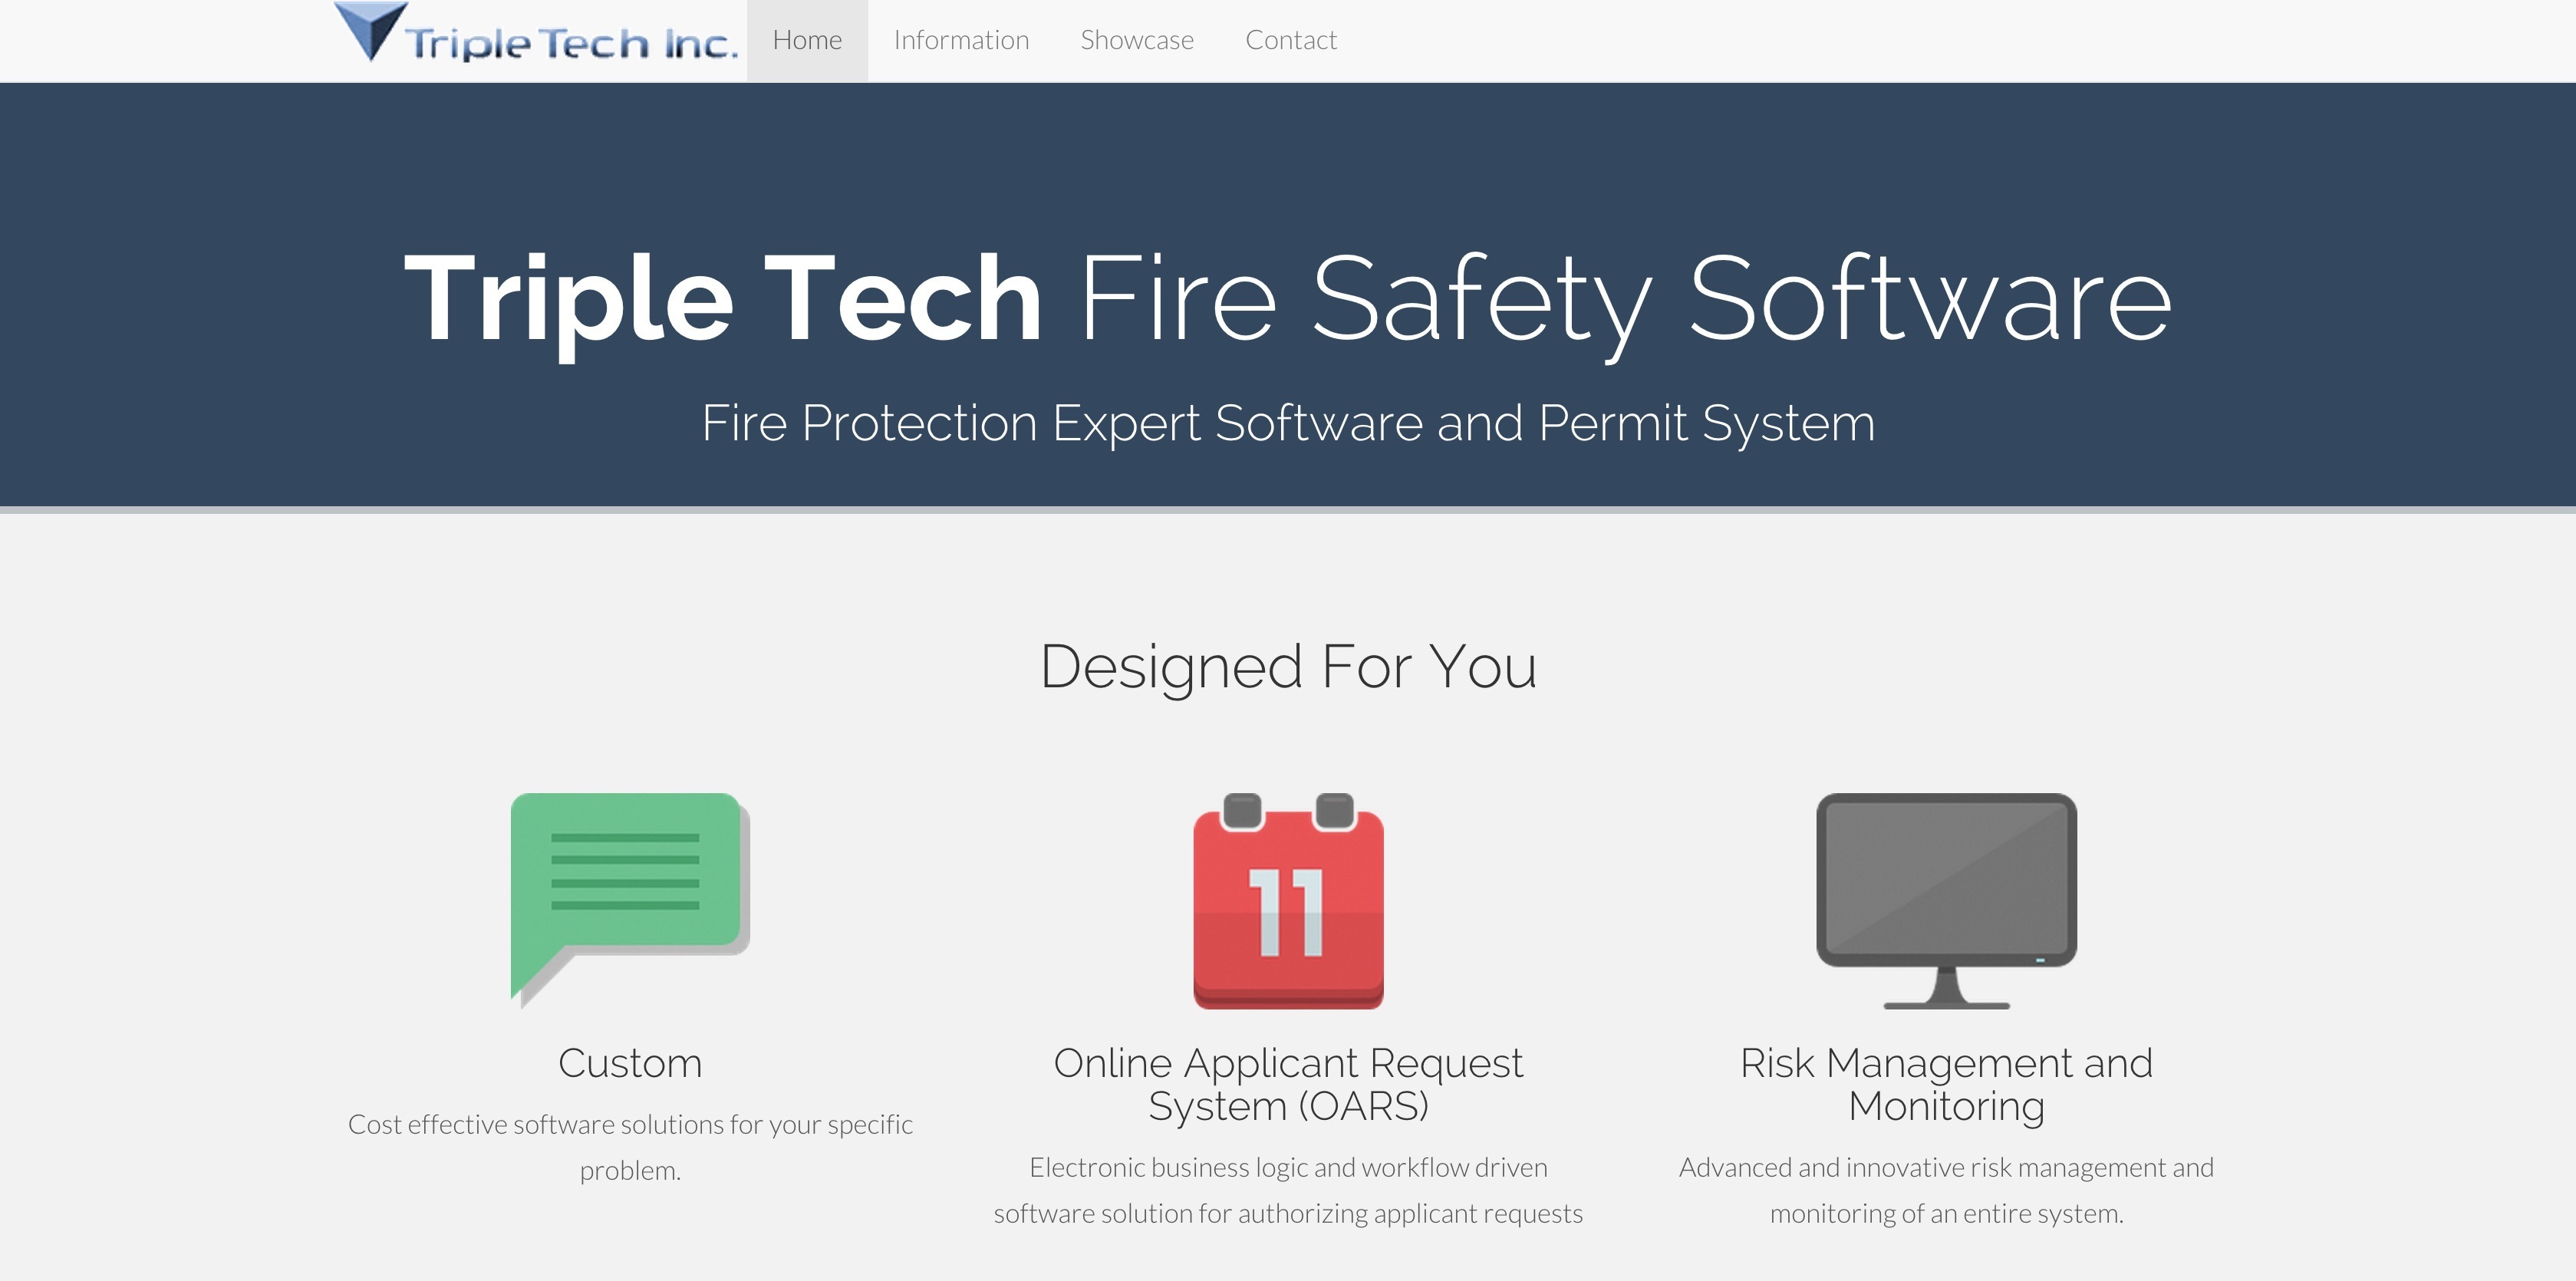 Triple Tech Inc.
Home Information Showcase Contact
Triple Tech Fire Safety Software
Fire Protection Expert Software and Permit System
Designed For You
11
Custom
Cost effective software solutions for your specific
problem.
Online Applicant Request
System (OARS)
Electronic business logic and workflow driven
software solution for authorizing applicant requests
Risk Management and
Monitoring
Advanced and innovative risk management and
monitoring of an entire system.